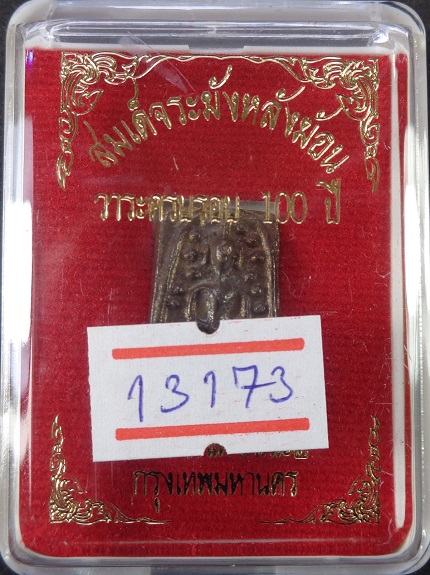 สมเด็จระฆังหลังฆ้อน
วาระครบรอบ 100 ปี
13173
กรุงเทพมหานคร